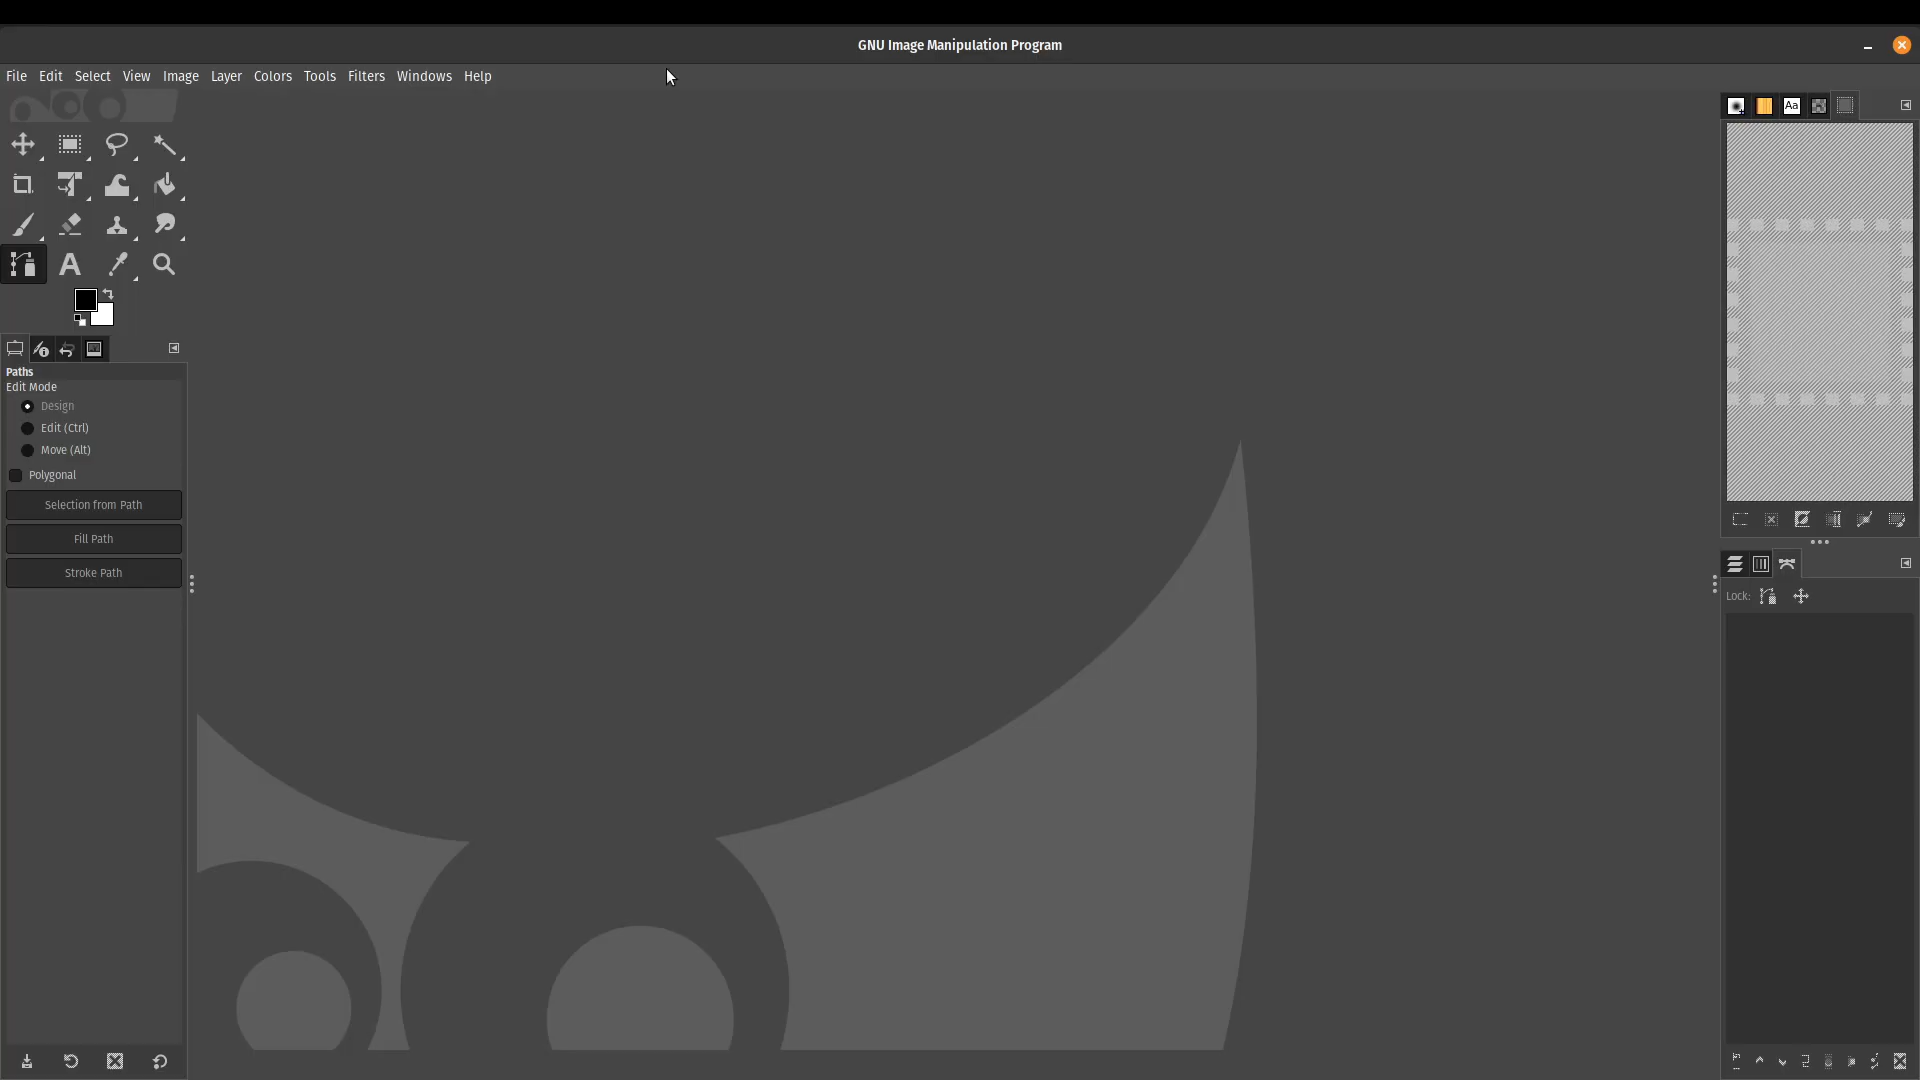 GNU Image Manipulation Program
File Edit Select View Image Layer Colors Tools Filters Windows Help
Aa
A
Paths
Edit Mode
Design
Edit (Ctrl)
Move (Alt)
Polygonal
Selection from Path
Fill Path
Stroke Path
Lock: